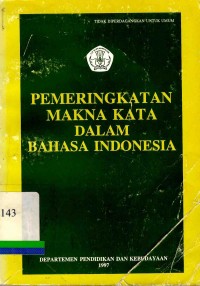 TIDAK DIPERDAGANGKAN UNTUK UMUM
PEMERINGKATAN
MAKNA KATA
DALAM
BAHASA INDONESIA
143
DEPARTEMEN PENDIDIKAN DAN KEBUDAYAAN
1997